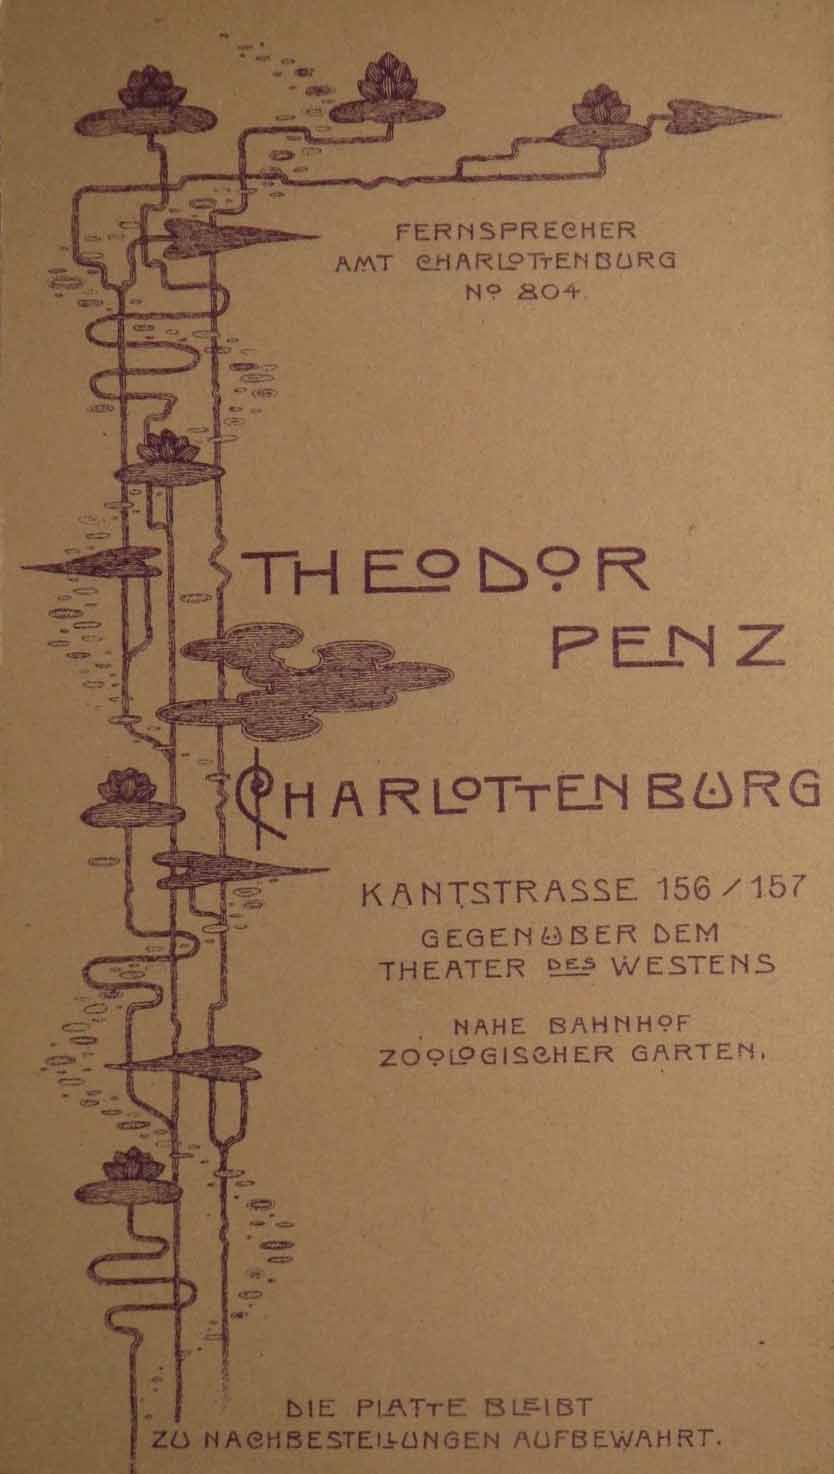 FERNSPRECHER
AMT CHARLOTTENBURG
No 804.
THEODOR
PENZ
CHARLOTTENBURG
KANTSTRASSE 156/157
GEGENÜBER DEM
THEATER DES WESTENS
NAHE BAHNHOF
ZOOLOGISCHER GARTEN.
DIE PLATTE BLEIBT
ZU NACHBESTELLUNGEN AUFBEWAHRT.